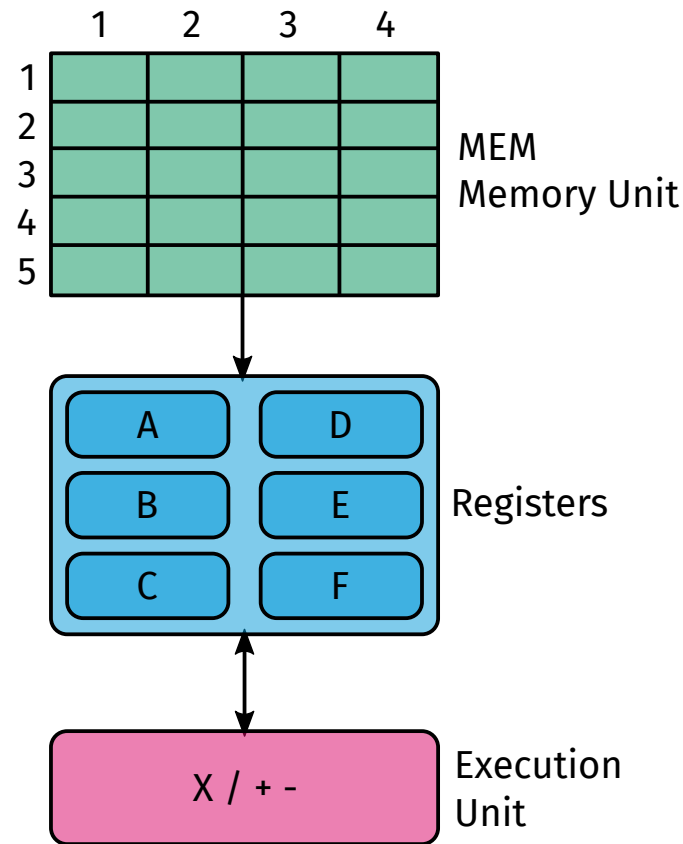 1 2 3 4
1
2
3
4
5
MEM
Memory Unit
A D
B E
C F
Registers
X / + -
Execution
Unit